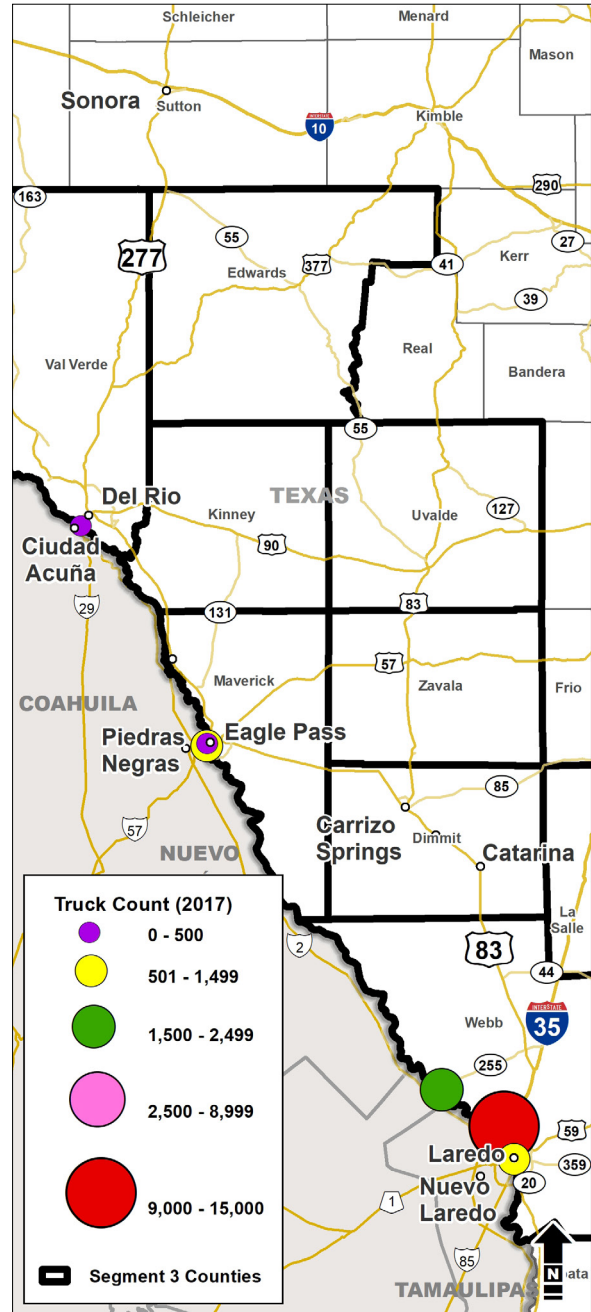 Schleicher
Menard
Mason
Sonora
Sutton
INTERSTATE
10
Kimble
163
290
277
55
27
Edwards
377
41
Kerr
39
Val Verde
Real
Bandera
55
Del Rio
TEXAS
Kinney
Uvalde
127
Ciudad
Acuña
90
29
131
83
57
Maverick
Zavala
Frio
COAHUILA
Piedras
Negras
Eagle Pass
85
57
Carrizo
Springs
Dimmit
Catarina
NUEVO
Truck Count (2017)
0 - 500
501 - 1,499
1,500 - 2,499
2,500 - 8,999
9,000 - 15,000
Segment 3 Counties
La
Salle
2
83
44
INTERSTATE
35
Webb
255
59
Laredo
359
20
Nuevo
Laredo
1
85
N
ata
TAMAULIPAS